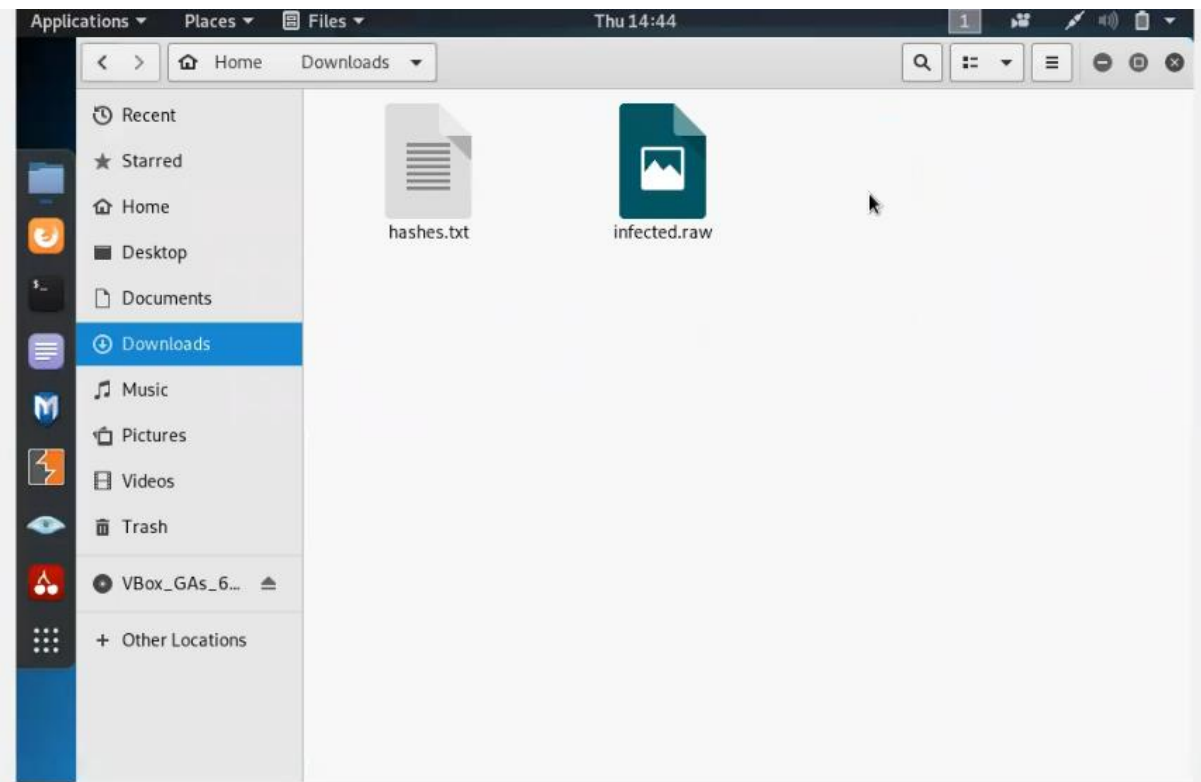 Applications Places Files Thu 14:44 1
Home Downloads
Recent
Starred
Home
Desktop
Documents
Downloads
Music
Pictures
Videos
Trash
VBox_GAs_6...
+ Other Locations
hashes.txt infected.raw
$_